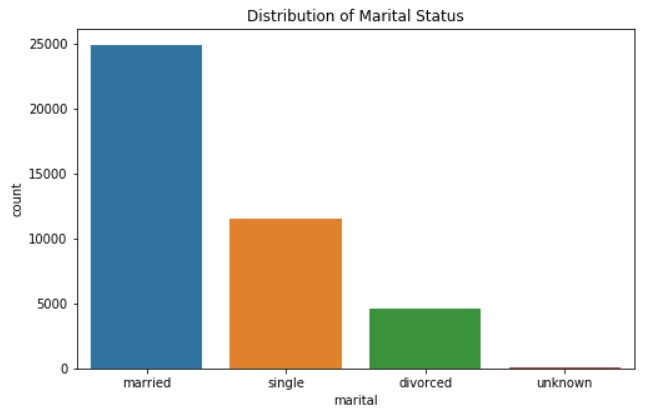 Distribution of Marital Status
25000
20000
15000
10000
5000
0
count
married single divorced unknown
marital